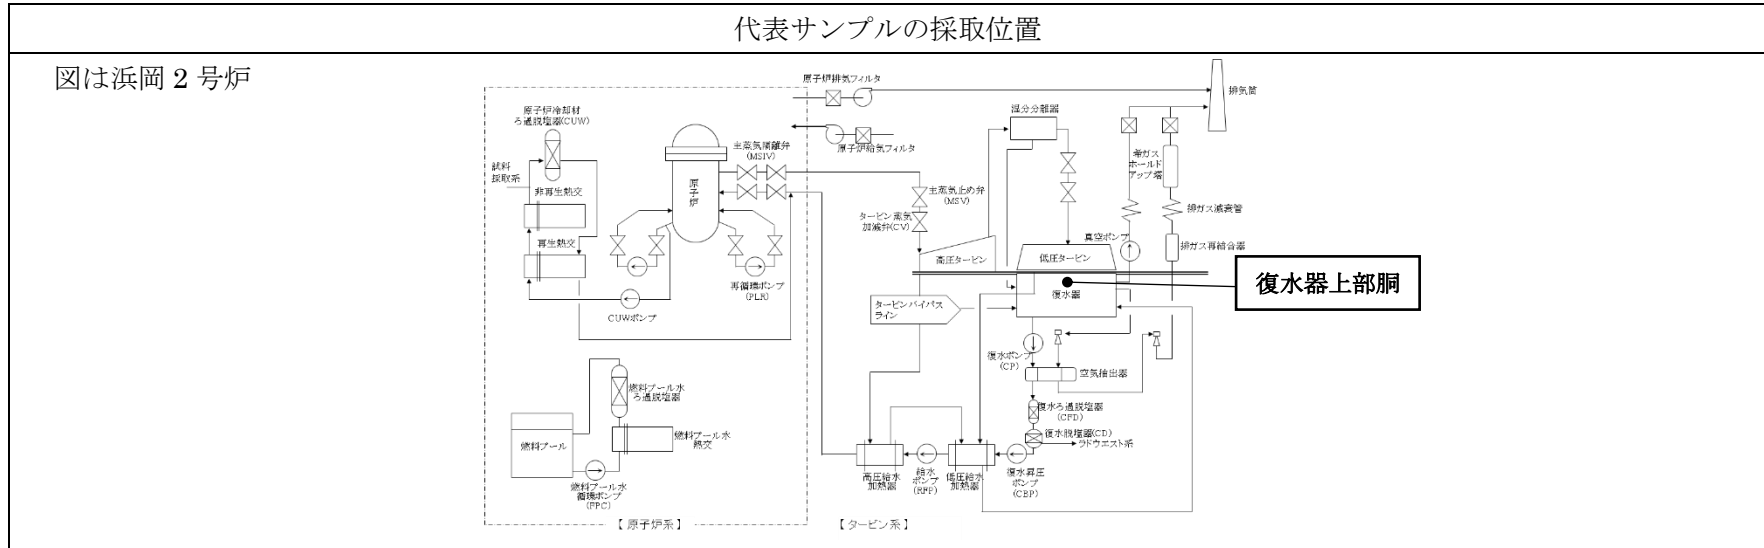 代表サンプルの採取位置
図は浜岡 2 号炉
原子炉排気フィルタ
排気筒
湿分分離器
原子炉冷却材
ろ過脱塩器(CUW)
原子炉給気フィルタ
主蒸気隔離弁
(MSIV)
希ガス
ホールド
アップ塔
試料
採取系
非再生熱交
原子炉
主蒸気止め弁
(MSV)
排ガス減衰管
タービン蒸気
加減弁(CV)
再生熱交
真空ポンプ
排ガス再結合器
高圧タービン
低圧タービン
復水器上部胴
再循環ポンプ
(PLR)
復水器
タービンバイパス
ライン
CUWポンプ
復水ポンプ
(CP)
空気抽出器
燃料プール水
ろ過脱塩器
復水ろ過脱塩器
(CFD)
復水脱塩器(CD)
ラドウエスト系
燃料プール
燃料プール水
熱交
高圧給水
加熱器
給水
ポンプ
(RFP)
低圧給水
加熱器
復水昇圧
ポンプ
(CBP)
燃料プール水
循環ポンプ
(FPC)
【 原子炉系 】
【 タービン系 】